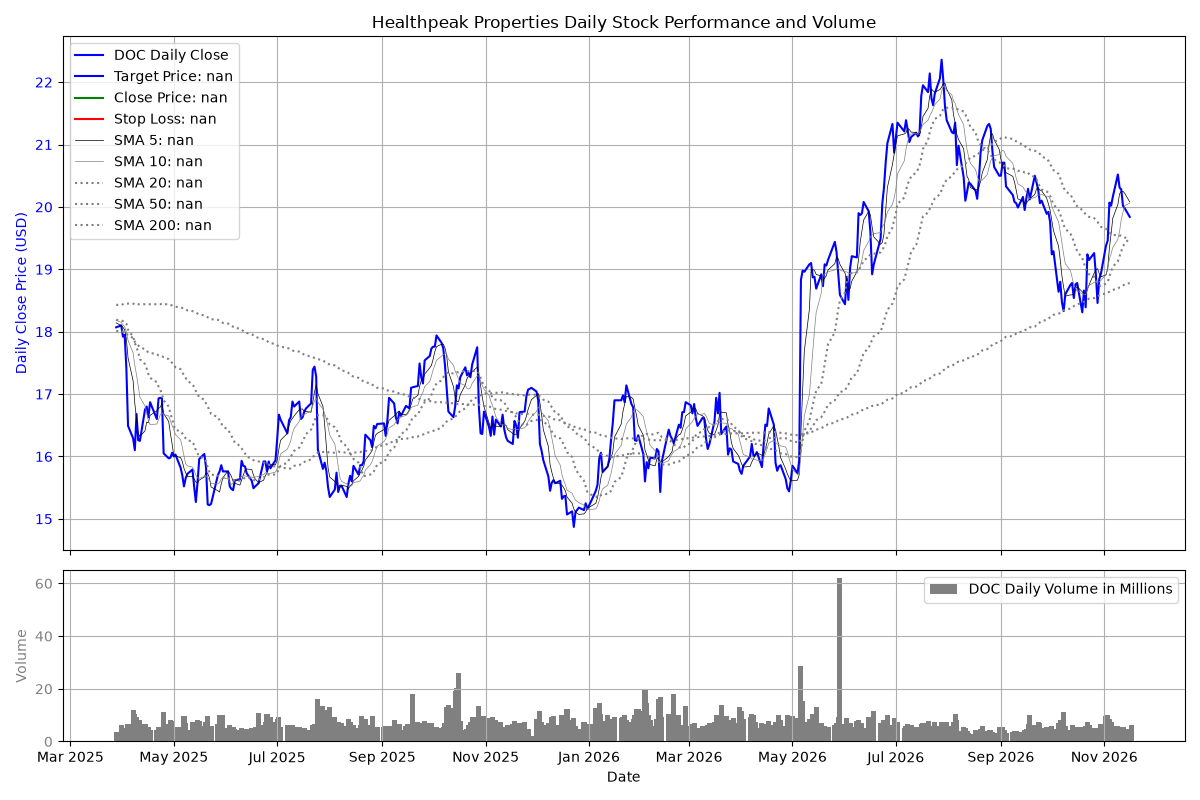 Healthpeak Properties Daily Stock Performance and Volume
DOC Daily Close
Target Price: nan
Close Price: nan
Stop Loss: nan
SMA 5: nan
SMA 10: nan
SMA 20: nan
SMA 50: nan
SMA 200: nan
Daily Close Price (USD)
22
21
20
19
18
17
16
15
DOC Daily Volume in Millions
Volume
60
40
20
0
Mar 2025 May 2025 Jul 2025 Sep 2025 Nov 2025 Jan 2026 Mar 2026 May 2026 Jul 2026 Sep 2026 Nov 2026
Date